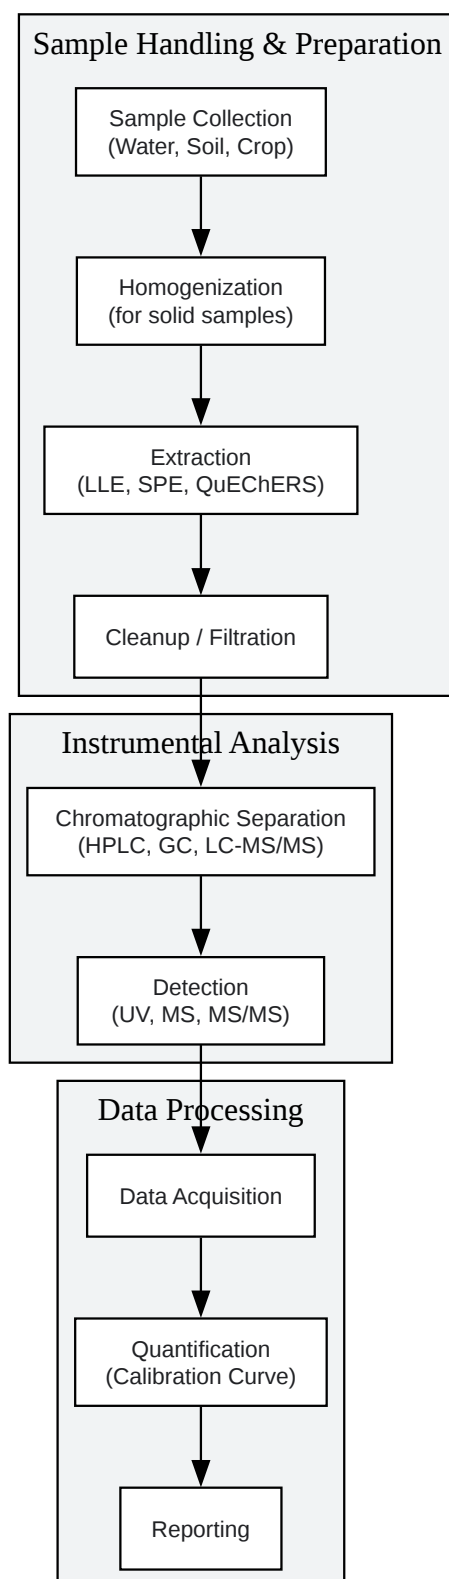 Sample Handling & Preparation
Sample Collection
(Water, Soil, Crop)
Homogenization
(for solid samples)
Extraction
(LLE, SPE, QuEChERS)
Cleanup / Filtration
Instrumental Analysis
Chromatographic Separation
(HPLC, GC, LC-MS/MS)
Detection
(UV, MS, MS/MS)
Data Processing
Data Acquisition
Quantification
(Calibration Curve)
Reporting